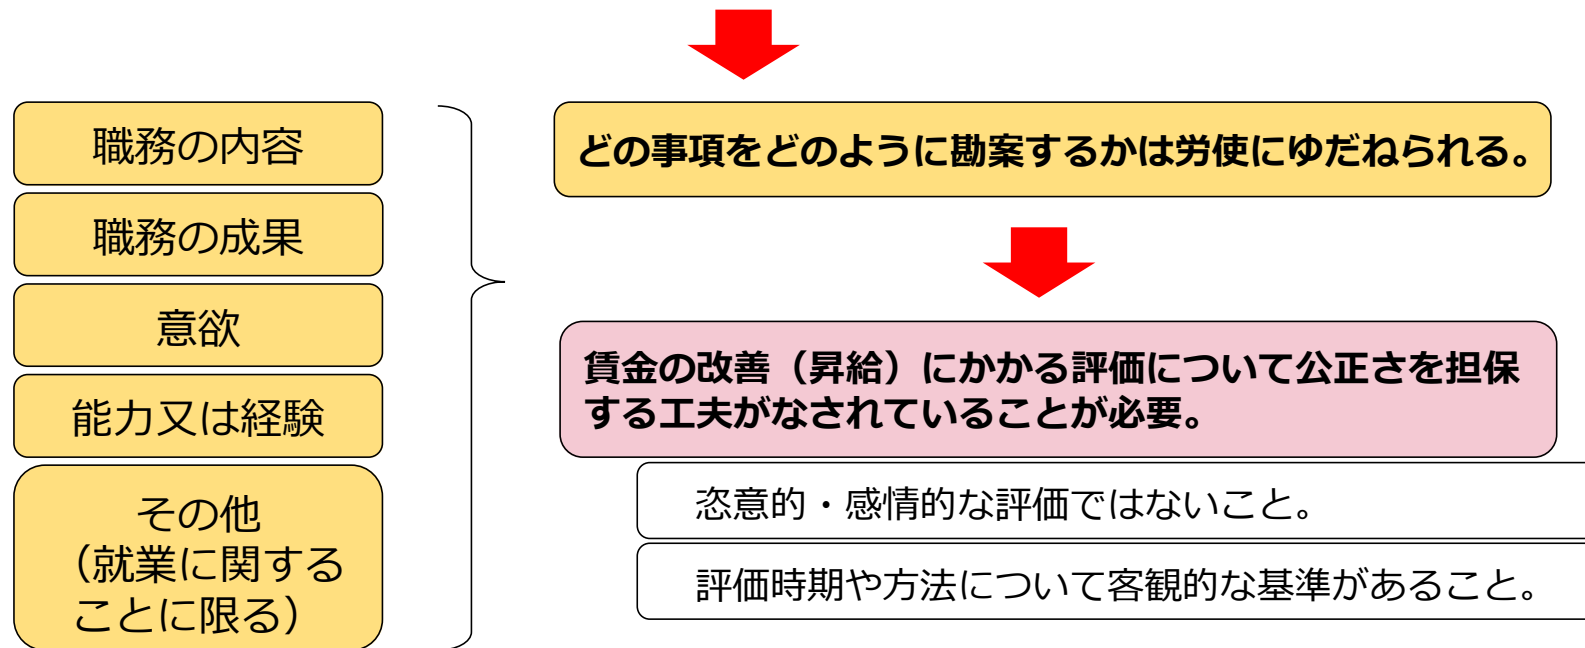 職務の内容
職務の成果
意欲
能力又は経験
その他
（就業に関する
ことに限る）
どの事項をどのように勘案するかは労使にゆだねられる。
賃金の改善（昇給）にかかる評価について公正さを担保
する工夫がなされていることが必要。
恣意的・感情的な評価ではないこと。
評価時期や方法について客観的な基準があること。